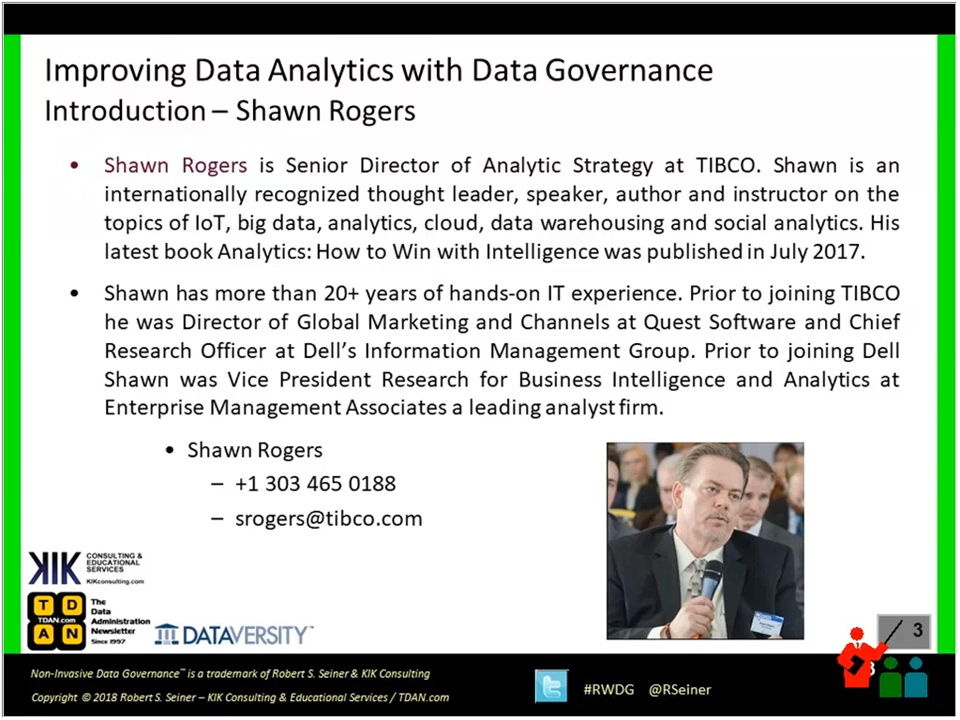 Improving Data Analytics with Data Governance
Introduction – Shawn Rogers
• Shawn Rogers is Senior Director of Analytic Strategy at TIBCO. Shawn is an
internationally recognized thought leader, speaker, author and instructor on the
topics of IoT, big data, analytics, cloud, data warehousing and social analytics. His
latest book Analytics: How to Win with Intelligence was published in July 2017.
• Shawn has more than 20+ years of hands-on IT experience. Prior to joining TIBCO
he was Director of Global Marketing and Channels at Quest Software and Chief
Research Officer at Dell’s Information Management Group. Prior to joining Dell
Shawn was Vice President Research for Business Intelligence and Analytics at
Enterprise Management Associates a leading analyst firm.
• Shawn Rogers
– +1 303 465 0188
– srogers@tibco.com
KIK
CONSULTING &
EDUCATIONAL
SERVICES
KIKconsulting.com
T D
TDAN.com
A N
The
Data
Administration
Newsletter
Since 1997
DATAVERSITY™
3
3
Non-Invasive Data Governance™ is a trademark of Robert S. Seiner & KIK Consulting
Copyright © 2018 Robert S. Seiner – KIK Consulting & Educational Services / TDAN.com
#RWDG @RSeiner